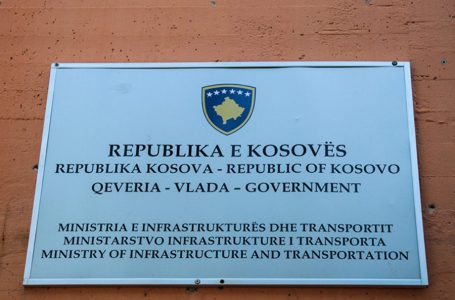 REPUBLIKA E KOSOVËS
REPUBLIKA KOSOVA - REPUBLIC OF KOSOVO
QEVERIA - VLADA – GOVERNMENT
MINISTRIA E INFRASTRUKTURËS DHE TRANSPORTIT
MINISTARSTVO INFRASTRUKTURE I TRANSPORTA
MINISTRY OF INFRASTRUCTURE AND TRANSPORTATION